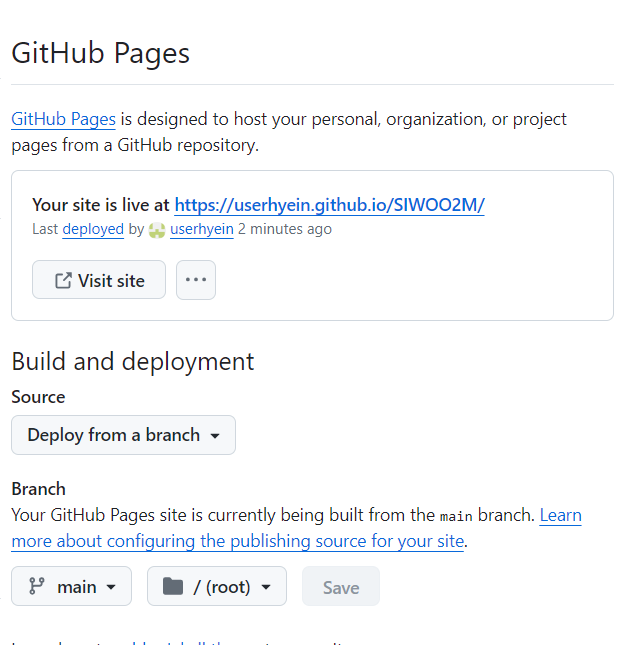 GitHub Pages
GitHub Pages is designed to host your personal, organization, or project
pages from a GitHub repository.
Your site is live at https://userhyein.github.io/SIWOO2M/
Last deployed by userhyein 2 minutes ago
Visit site
Build and deployment
Source
Deploy from a branch
Branch
Your GitHub Pages site is currently being built from the main branch. Learn
more about configuring the publishing source for your site.
main / (root) Save